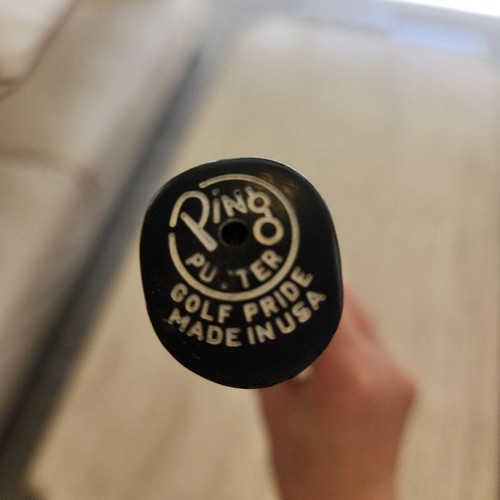 PiNg
PUTTER
GOLF PRIDE
MADE IN USA